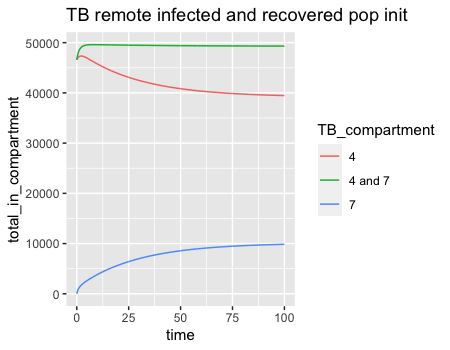 TB remote infected and recovered pop init
total_in_compartment
50000
40000
30000
20000
10000
0
0 25 50 75 100
time
TB_compartment
4
4 and 7
7